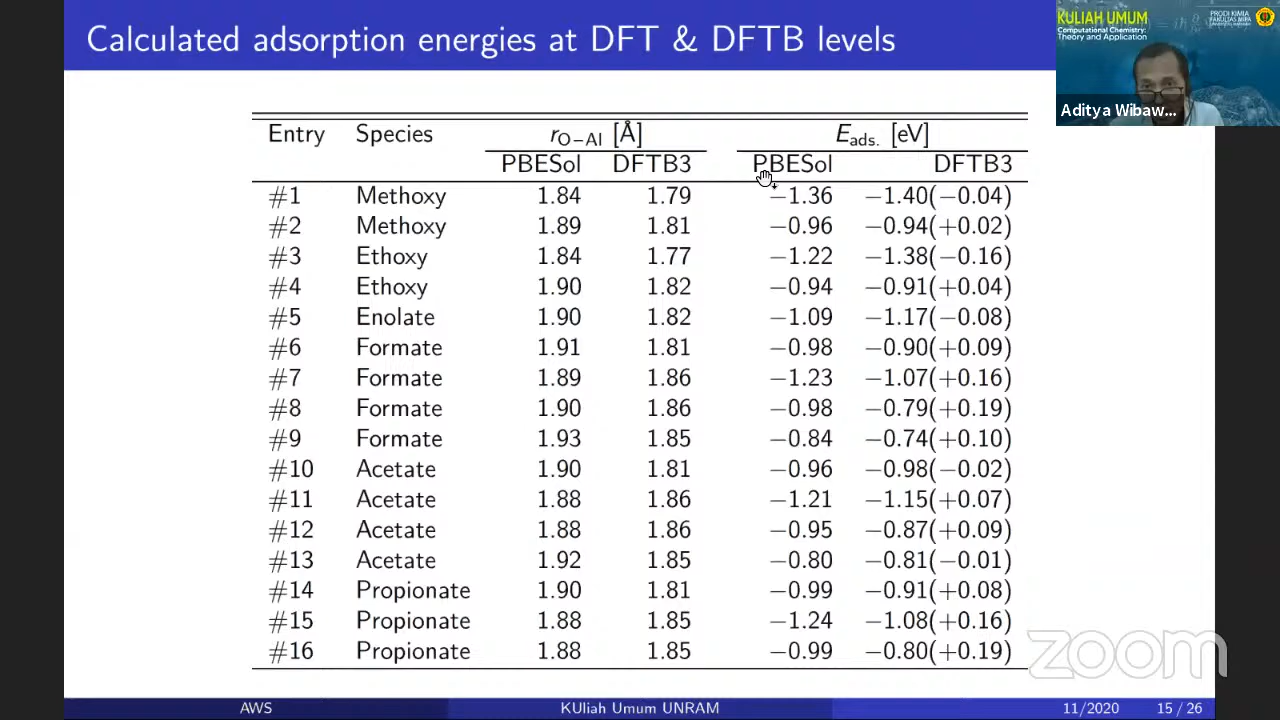 Calculated adsorption energies at DFT & DFTB levels
KULIAH UMUM
Computational Chemistry:
Theory and Application
PRODI KIMIA
FAKULTAS MIPA
Aditya Wibaw...
Entry Species rO−Al [Å] Eads. [eV]
PBESol DFTB3 PBESol DFTB3
#1 Methoxy 1.84 1.79 −1.36 −1.40(−0.04)
#2 Methoxy 1.89 1.81 −0.96 −0.94(+0.02)
#3 Ethoxy 1.84 1.77 −1.22 −1.38(−0.16)
#4 Ethoxy 1.90 1.82 −0.94 −0.91(+0.04)
#5 Enolate 1.90 1.82 −1.09 −1.17(−0.08)
#6 Formate 1.91 1.81 −0.98 −0.90(+0.09)
#7 Formate 1.89 1.86 −1.23 −1.07(+0.16)
#8 Formate 1.90 1.86 −0.98 −0.79(+0.19)
#9 Formate 1.93 1.85 −0.84 −0.74(+0.10)
#10 Acetate 1.90 1.81 −0.96 −0.98(−0.02)
#11 Acetate 1.88 1.86 −1.21 −1.15(+0.07)
#12 Acetate 1.88 1.86 −0.95 −0.87(+0.09)
#13 Acetate 1.92 1.85 −0.80 −0.81(−0.01)
#14 Propionate 1.90 1.81 −0.99 −0.91(+0.08)
#15 Propionate 1.88 1.85 −1.24 −1.08(+0.16)
#16 Propionate 1.88 1.85 −0.99 −0.80(+0.19)
zoom
AWS KUliah Umum UNRAM 11/2020 15 / 26